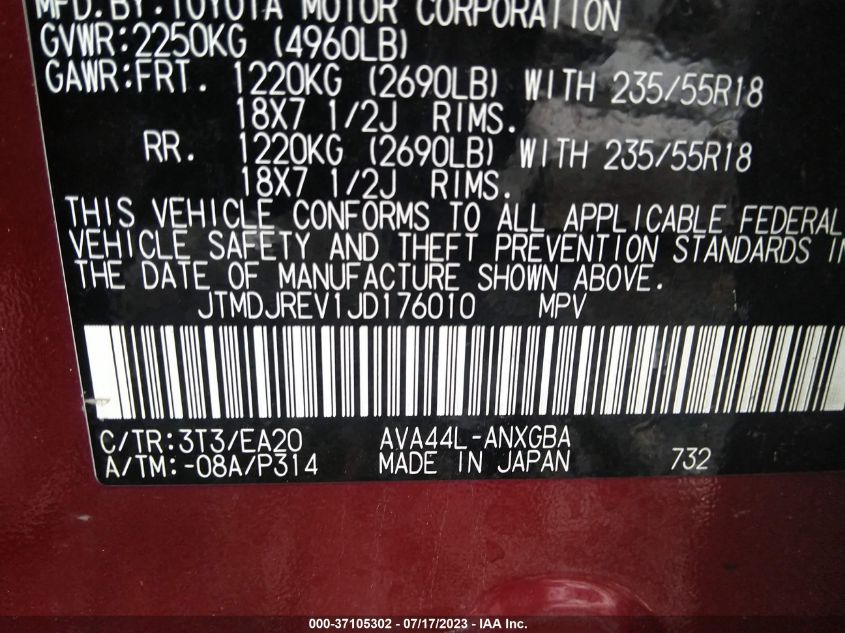 MFD.BY:TOYOTA MOTOR CORPORATION
GVWR:2250KG (4960LB)
GAWR:FRT. 1220KG (2690LB) WITH 235/55R18
18X7 1/2J RIMS.
RR. 1220KG (2690LB) WITH 235/55R18
18X7 1/2J RIMS.
THIS VEHICLE CONFORMS TO ALL APPLICABLE FEDERAL
VEHICLE SAFETY AND THEFT PREVENTION STANDARDS IN
THE DATE OF MANUFACTURE SHOWN ABOVE.
JTMDJREV1JD176010 MPV
C/TR:3T3/EA20 AVA44L-ANXGBA
A/TM:-08A/P314 MADE IN JAPAN 732
000-37105302 - 07/17/2023 - IAA Inc.